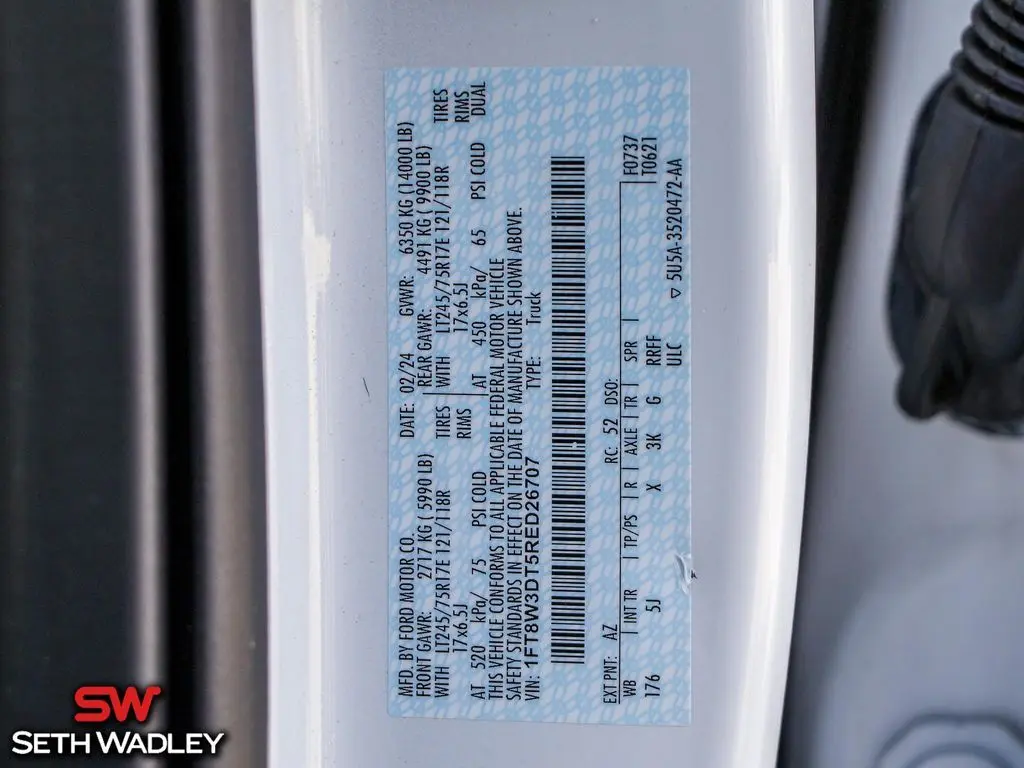 MFD. BY FORD MOTOR CO. DATE: 02/24 GVWR: 6350 KG (14000 LB)
FRONT GAWR: 2717 KG (5990 LB) REAR GAWR: 4491 KG (9900 LB)
WITH LT245/75R17E 121/118R TIRES WITH LT245/75R17E 121/118R TIRES
17x6.5J RIMS 17x6.5J RIMS
AT 520 kPa/ 75 PSI COLD AT 450 kPa/ 65 PSI COLD DUAL
THIS VEHICLE CONFORMS TO ALL APPLICABLE FEDERAL MOTOR VEHICLE
SAFETY STANDARDS IN EFFECT ON THE DATE OF MANUFACTURE SHOWN ABOVE.
VIN: 1FT8W3DT5RED26707 TYPE: Truck
EXT PNT: AZ RC: 52 DSO: F0737
WB INT TR TP/PS R AXLE TR SPR T0621
176 5J X 3K G RRFF
ULC ▽ 5U5A-3520472-AA
SW
SETH WADLEY